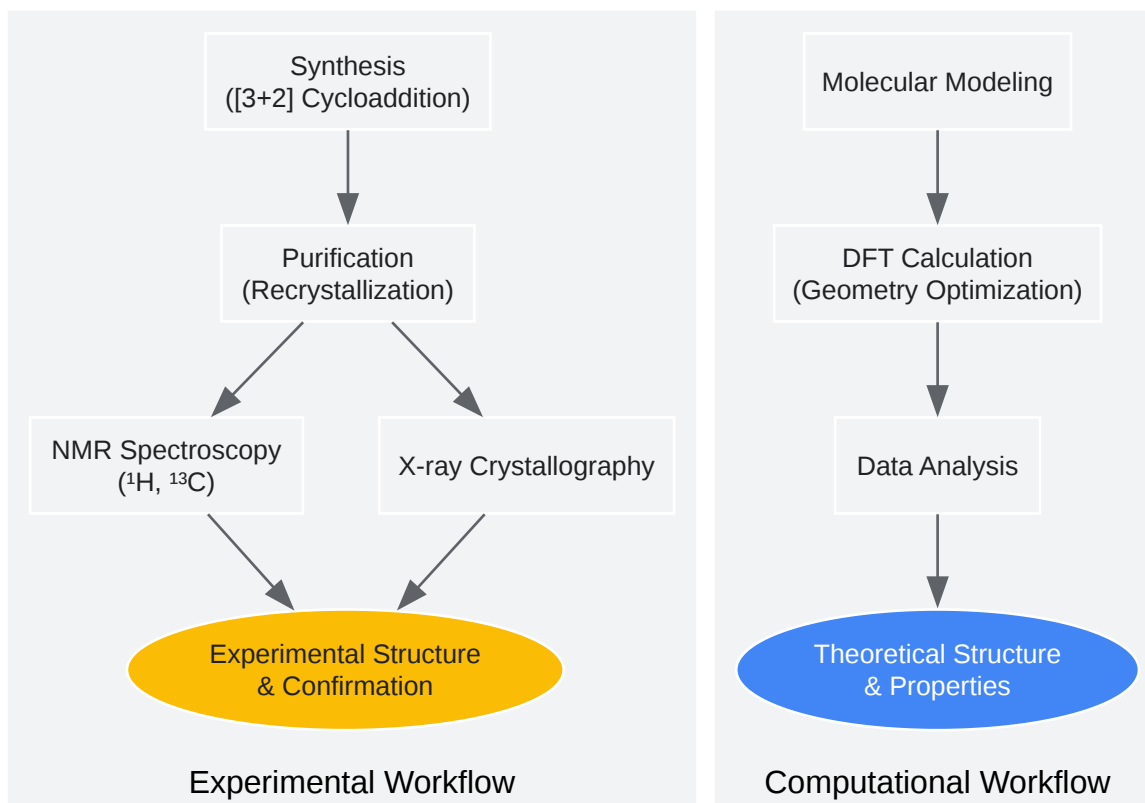 Synthesis
([3+2] Cycloaddition)
Purification
(Recrystallization)
NMR Spectroscopy
(¹H, ¹³C)
X-ray Crystallography
Experimental Structure
& Confirmation
Experimental Workflow
Molecular Modeling
DFT Calculation
(Geometry Optimization)
Data Analysis
Theoretical Structure
& Properties
Computational Workflow